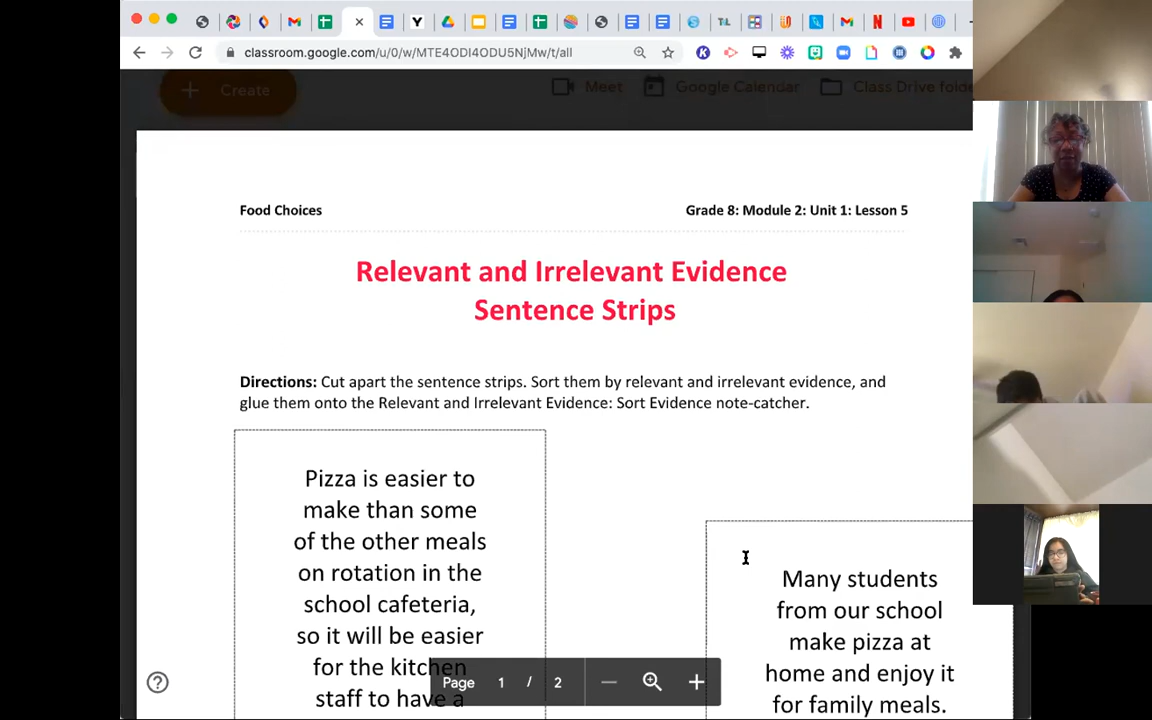 classroom.google.com/u/0/w/MTE4ODI4ODU5NjMw/t/all
Create
Meet
Google Calendar
Class Drive folde
Food Choices
Grade 8: Module 2: Unit 1: Lesson 5
Relevant and Irrelevant Evidence
Sentence Strips
Directions: Cut apart the sentence strips. Sort them by relevant and irrelevant evidence, and
glue them onto the Relevant and Irrelevant Evidence: Sort Evidence note-catcher.
Pizza is easier to
make than some
of the other meals
on rotation in the
school cafeteria,
so it will be easier
for the kitchen
staff to have a
Many students
from our school
make pizza at
home and enjoy it
for family meals.
Page 1 / 2